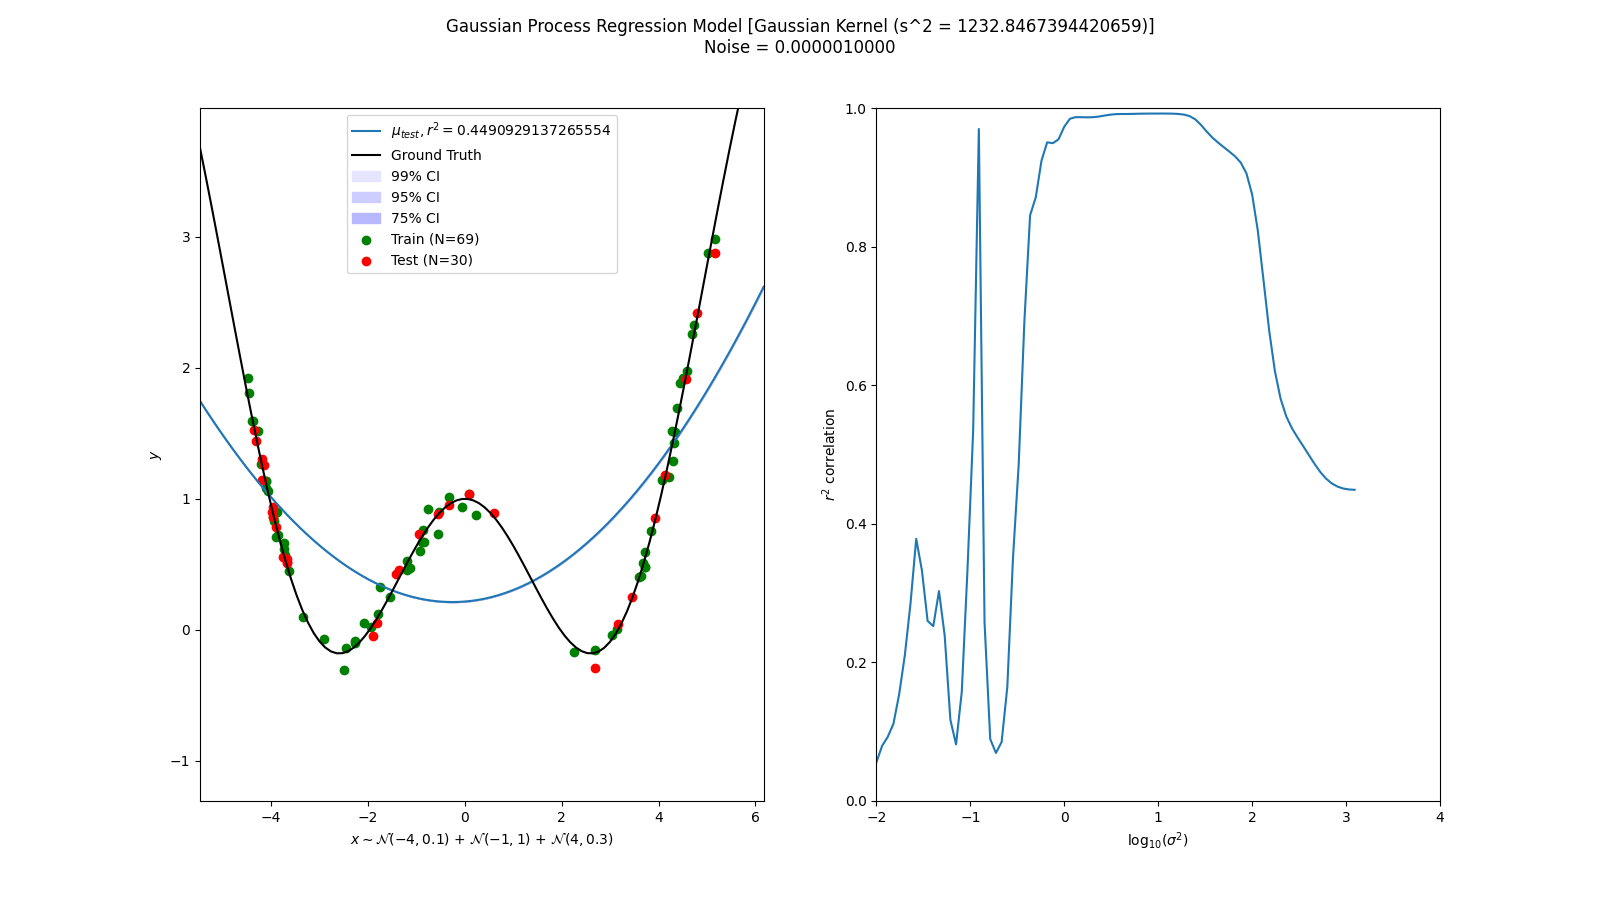 Gaussian Process Regression Model [Gaussian Kernel (s^2 = 1232.8467394420659)]
Noise = 0.0000010000
μ_test, r² = 0.4490929137265554
Ground Truth
99% CI
95% CI
75% CI
Train (N=69)
Test (N=30)
3
2
1
0
−1
y
−4
−2
0
2
4
6
x ~ 𝒩(−4, 0.1) + 𝒩(−1, 1) + 𝒩(4, 0.3)
1.0
0.8
0.6
0.4
0.2
0.0
r² correlation
−2
−1
0
1
2
3
4
log₁₀(σ²)